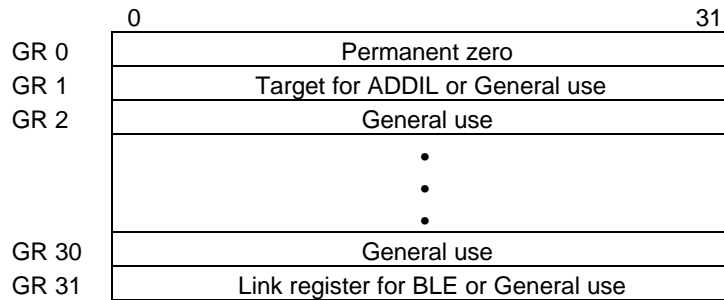 0 31
GR 0 Permanent zero
GR 1 Target for ADDIL or General use
GR 2 General use
•
•
•
GR 30 General use
GR 31 Link register for BLE or General use